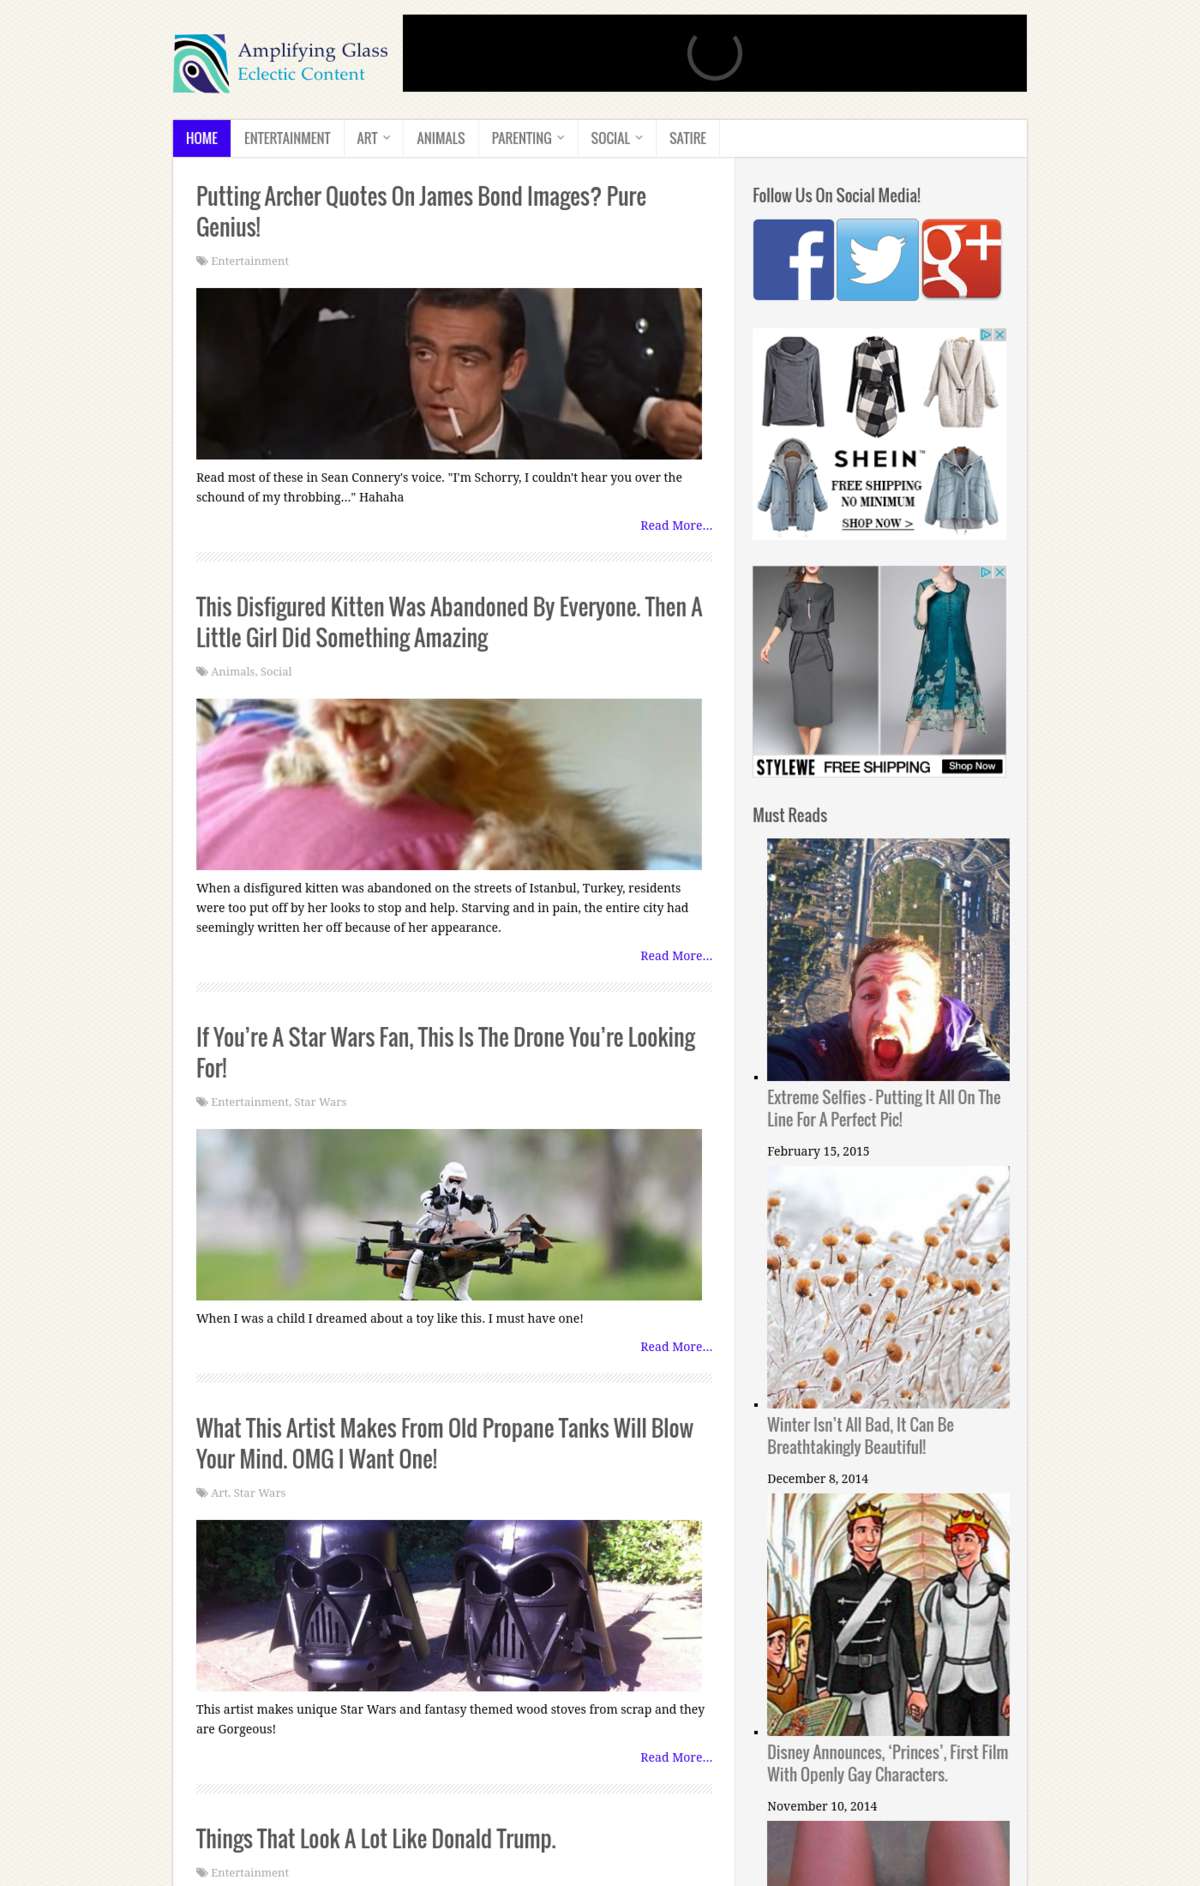 Amplifying Glass
Eclectic Content
HOME
ENTERTAINMENT
ART
ANIMALS
PARENTING
SOCIAL
SATIRE
Putting Archer Quotes On James Bond Images? Pure
Genius!
Entertainment
Read most of these in Sean Connery's voice. "I'm Schorry, I couldn't hear you over the
schound of my throbbing..." Hahaha
Read More...
This Disfigured Kitten Was Abandoned By Everyone. Then A
Little Girl Did Something Amazing
Animals, Social
When a disfigured kitten was abandoned on the streets of Istanbul, Turkey, residents
were too put off by her looks to stop and help. Starving and in pain, the entire city had
seemingly written her off because of her appearance.
Read More...
If You’re A Star Wars Fan, This Is The Drone You’re Looking
For!
Entertainment, Star Wars
When I was a child I dreamed about a toy like this. I must have one!
Read More...
What This Artist Makes From Old Propane Tanks Will Blow
Your Mind. OMG I Want One!
Art, Star Wars
This artist makes unique Star Wars and fantasy themed wood stoves from scrap and they
are Gorgeous!
Read More...
Things That Look A Lot Like Donald Trump.
Entertainment
Follow Us On Social Media!
f
g+
SHEIN™
FREE SHIPPING
NO MINIMUM
SHOP NOW >
STYLEWE FREE SHIPPING Shop Now
Must Reads
Extreme Selfies - Putting It All On The
Line For A Perfect Pic!
February 15, 2015
Winter Isn’t All Bad, It Can Be
Breathtakingly Beautiful!
December 8, 2014
Disney Announces, ‘Princes’, First Film
With Openly Gay Characters.
November 10, 2014